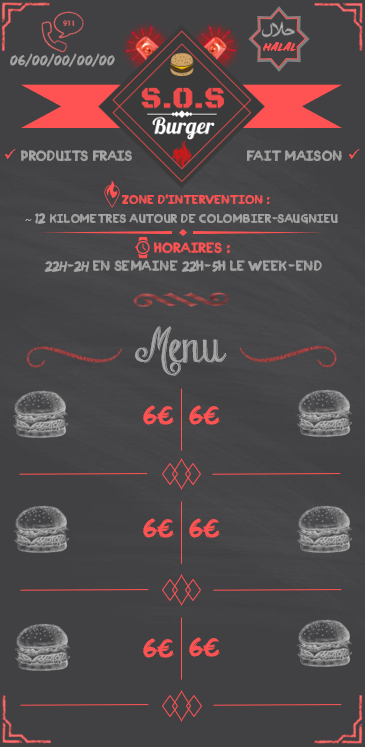 911
06/00/00/00/00
حلال
HALAL
S.O.S
Burger
PRODUITS FRAIS
FAIT MAISON
ZONE D'INTERVENTION :
~ 12 KILOMETRES AUTOUR DE COLOMBIER-SAUGNIEU
HORAIRES :
22H-2H EN SEMAINE 22H-5H LE WEEK-END
Menu
6€ 6€
6€ 6€
6€ 6€